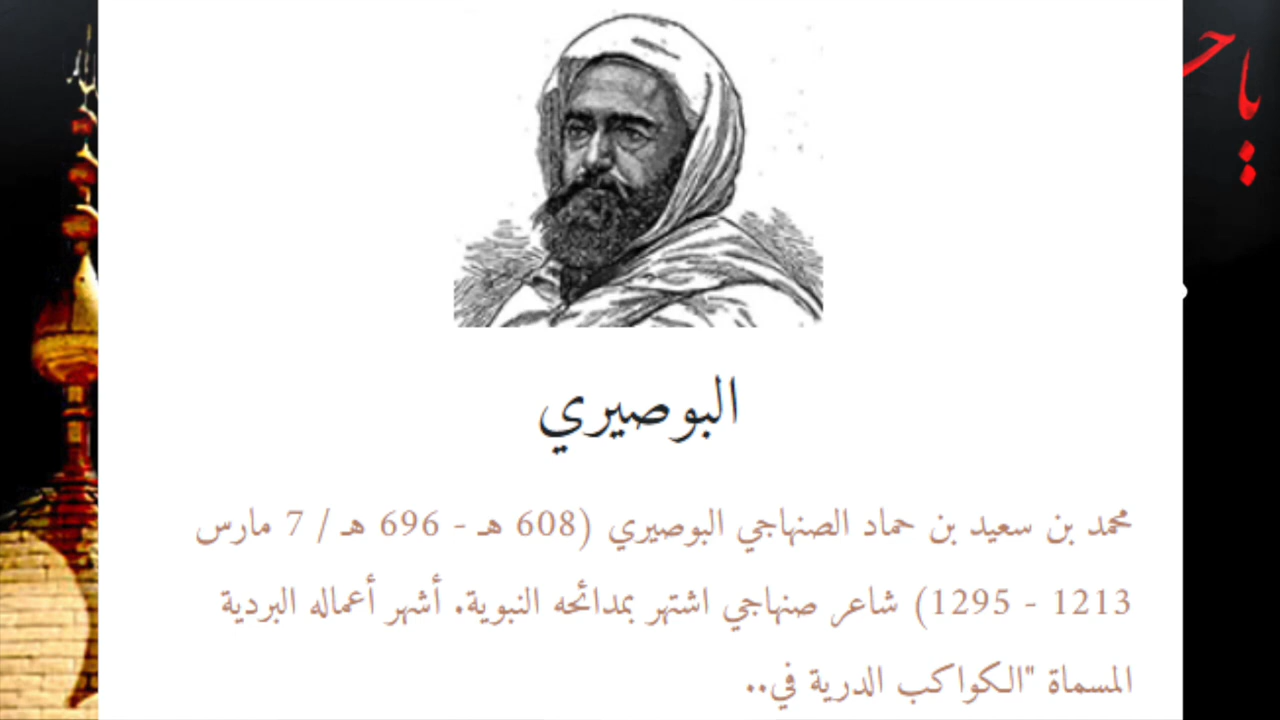 البوصيري
محمد بن سعيد بن حماد الصنهاجي البوصيري (608 هـ - 696 هـ / 7 مارس
1213 - 1295) شاعر صنهاجي اشتهر بمدائحه النبوية. أشهر أعماله البردية
المسماة "الكواكب الدرية في..
يا